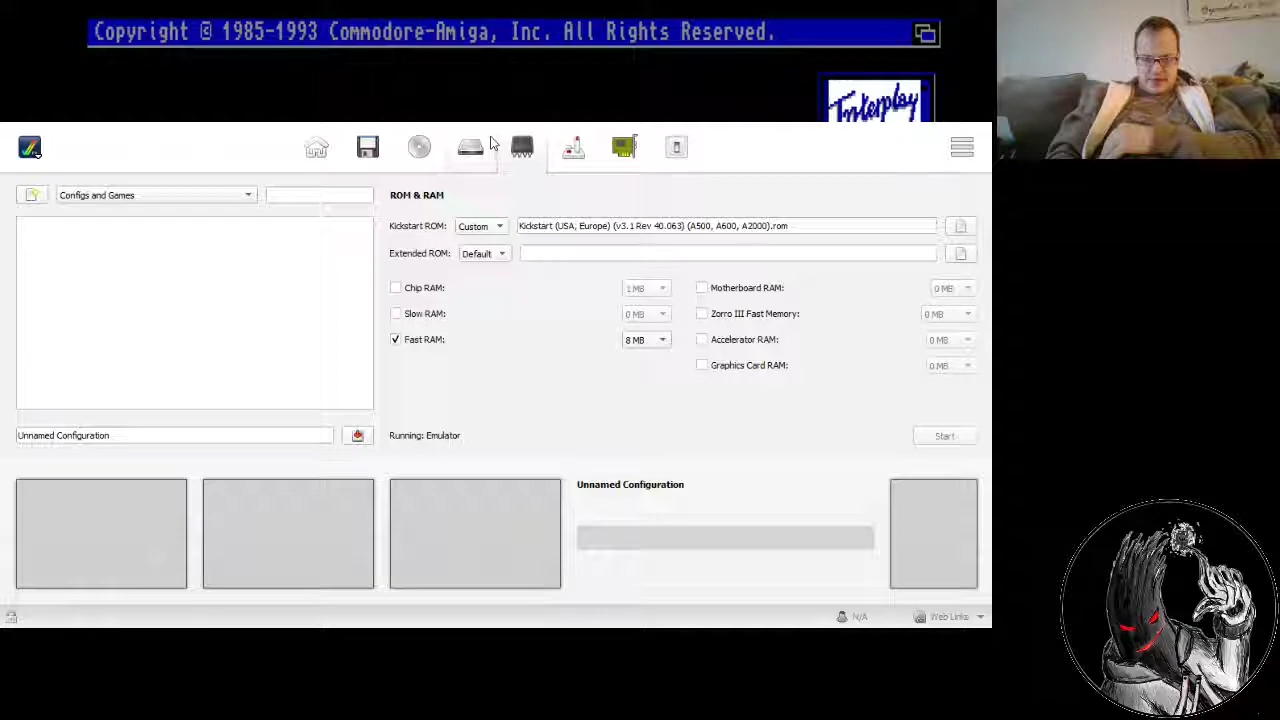 Copyright © 1985-1993 Commodore-Amiga, Inc. All Rights Reserved.
Interplay
Configs and Games
ROM & RAM
Kickstart ROM: Custom Kickstart (USA, Europe) (v3.1 Rev 40.063) (A500, A600, A2000).rom
Extended ROM: Default
Chip RAM: 1 MB Motherboard RAM: 0 MB
Slow RAM: 0 MB Zorro III Fast Memory: 0 MB
Fast RAM: 8 MB Accelerator RAM: 0 MB
Graphics Card RAM: 0 MB
Unnamed Configuration
Running: Emulator
Start
Unnamed Configuration
N/A
Web Links